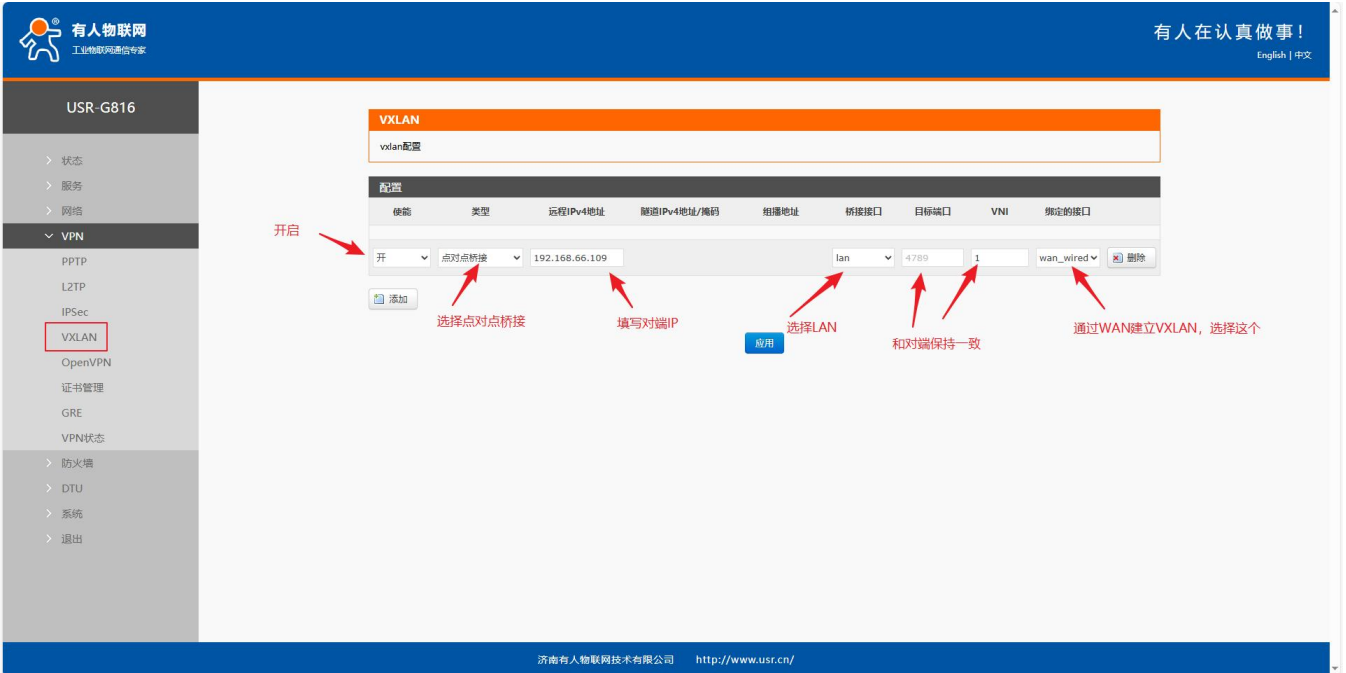 有人物联网
工业物联网通信专家
有人在认真做事！
English | 中文
USR-G816
状态
服务
网络
VPN
PPTP
L2TP
IPSec
VXLAN
OpenVPN
证书管理
GRE
VPN状态
防火墙
DTU
系统
退出
VXLAN
vxlan配置
配置
使能 类型 远程IPv4地址 隧道IPv4地址/掩码 组播地址 桥接接口 目标端口 VNI 绑定的接口
开启
开 点对点桥接 192.168.66.109 lan 4789 1 wan_wired 删除
添加
选择点对点桥接 填写对端IP 选择LAN 和对端保持一致 通过WAN建立VXLAN，选择这个
应用
济南有人物联网技术有限公司 http://www.usr.cn/